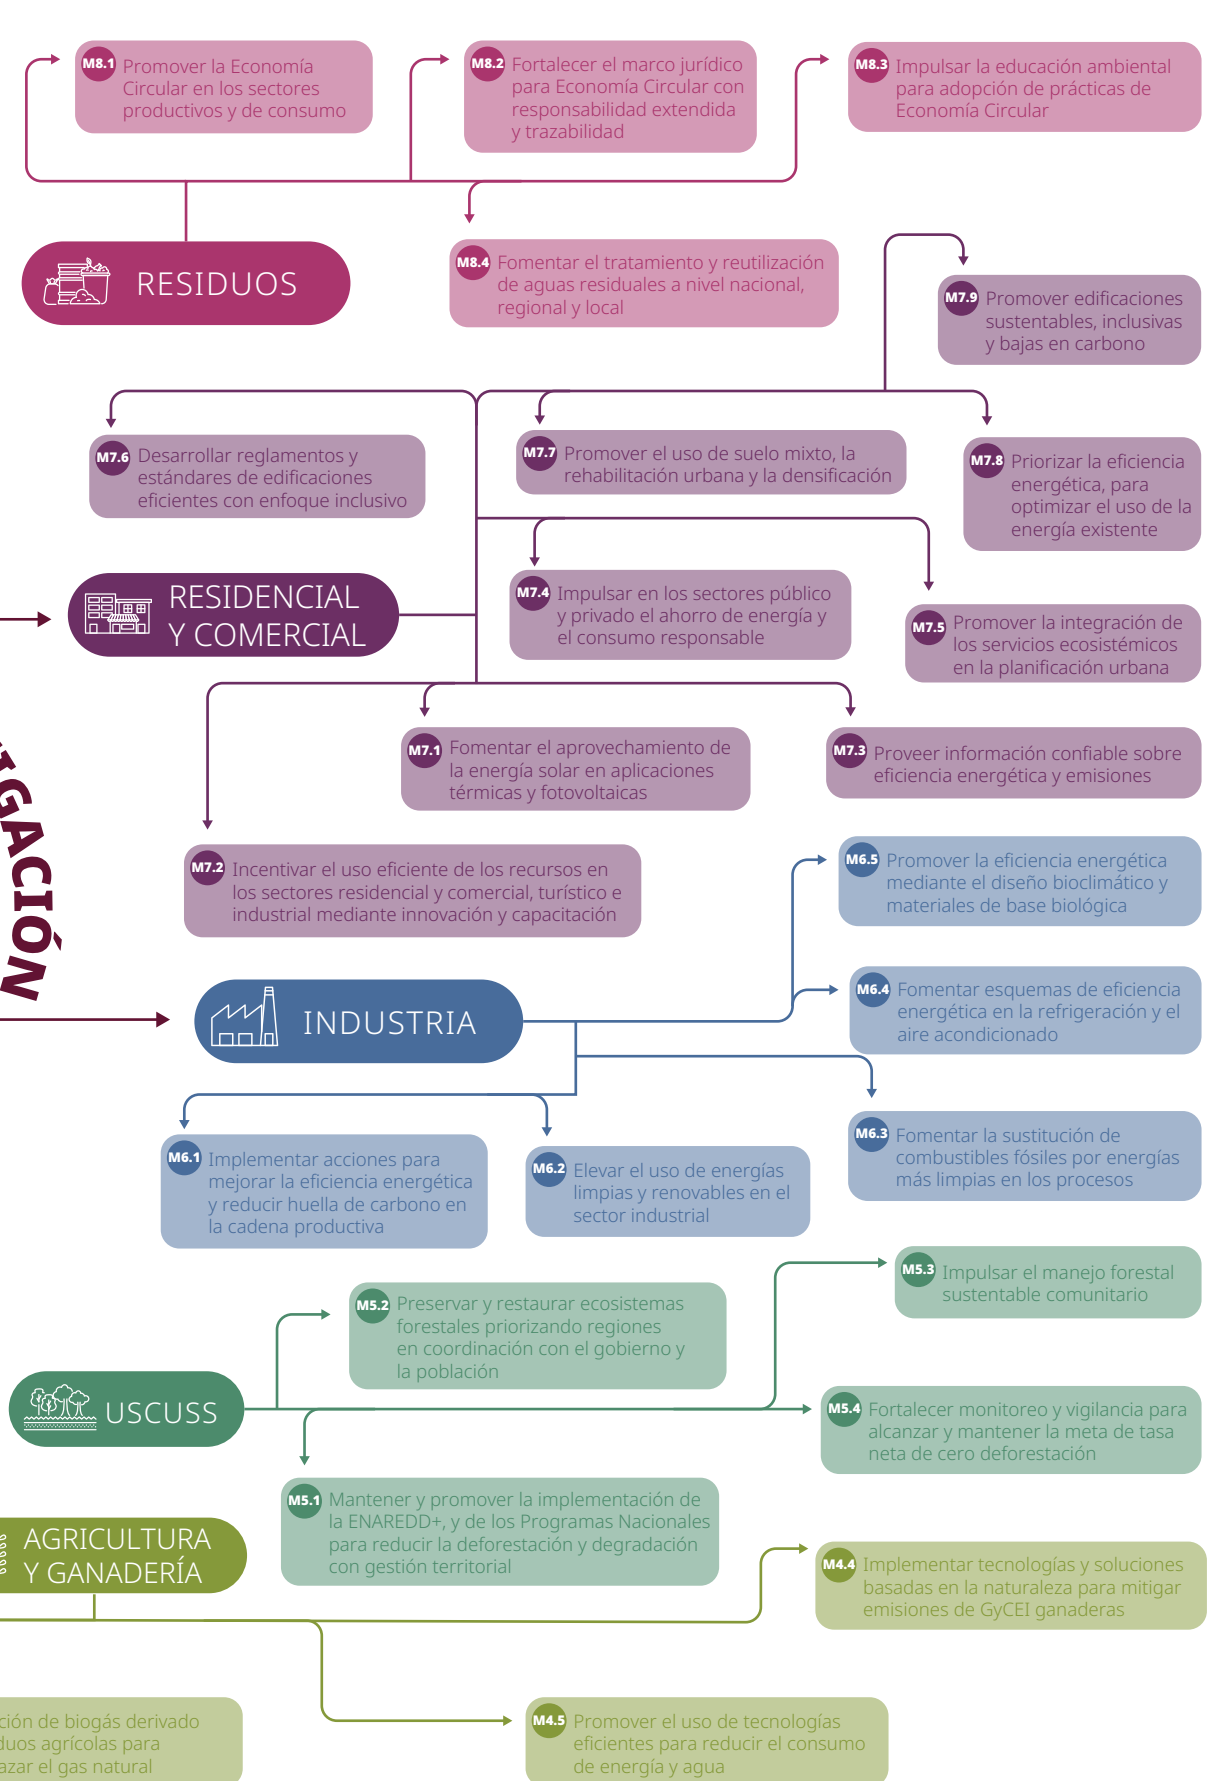 M8.1
Promover la Economía
Circular en los sectores
productivos y de consumo
M8.2
Fortalecer el marco jurídico
para Economía Circular con
responsabilidad extendida
y trazabilidad
M8.3
Impulsar la educación ambiental
para adopción de prácticas de
Economía Circular
RESIDUOS
M8.4
Fomentar el tratamiento y reutilización
de aguas residuales a nivel nacional,
regional y local
M7.9
Promover edificaciones
sustentables, inclusivas
y bajas en carbono
M7.6
Desarrollar reglamentos y
estándares de edificaciones
eficientes con enfoque inclusivo
M7.7
Promover el uso de suelo mixto, la
rehabilitación urbana y la densificación
M7.8
Priorizar la eficiencia
energética, para
optimizar el uso de la
energía existente
RESIDENCIAL
Y COMERCIAL
M7.4
Impulsar en los sectores público
y privado el ahorro de energía y
el consumo responsable
M7.5
Promover la integración de
los servicios ecosistémicos
en la planificación urbana
M7.1
Fomentar el aprovechamiento de
la energía solar en aplicaciones
térmicas y fotovoltaicas
M7.3
Proveer información confiable sobre
eficiencia energética y emisiones
IGACIÓN
M7.2
Incentivar el uso eficiente de los recursos en
los sectores residencial y comercial, turístico e
industrial mediante innovación y capacitación
M6.5
Promover la eficiencia energética
mediante el diseño bioclimático y
materiales de base biológica
INDUSTRIA
M6.4
Fomentar esquemas de eficiencia
energética en la refrigeración y el
aire acondicionado
M6.1
Implementar acciones para
mejorar la eficiencia energética
y reducir huella de carbono en
la cadena productiva
M6.2
Elevar el uso de energías
limpias y renovables en el
sector industrial
M6.3
Fomentar la sustitución de
combustibles fósiles por energías
más limpias en los procesos
M5.3
Impulsar el manejo forestal
sustentable comunitario
M5.2
Preservar y restaurar ecosistemas
forestales priorizando regiones
en coordinación con el gobierno y
la población
USCUSS
M5.4
Fortalecer monitoreo y vigilancia para
alcanzar y mantener la meta de tasa
neta de cero deforestación
M5.1
Mantener y promover la implementación de
la ENAREDD+, y de los Programas Nacionales
para reducir la deforestación y degradación
con gestión territorial
AGRICULTURA
Y GANADERÍA
M4.4
Implementar tecnologías y soluciones
basadas en la naturaleza para mitigar
emisiones de GyCEI ganaderas
ción de biogás derivado
duos agrícolas para
azar el gas natural
M4.5
Promover el uso de tecnologías
eficientes para reducir el consumo
de energía y agua